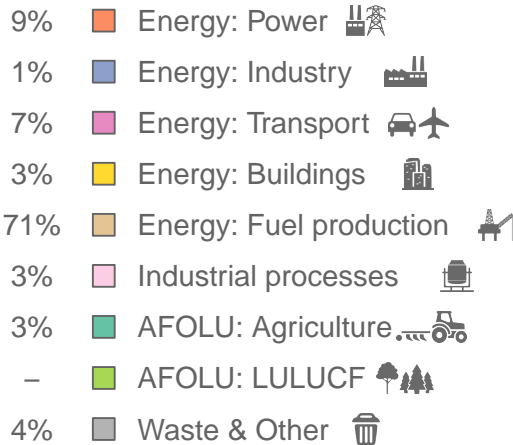 9% Energy: Power
1% Energy: Industry
7% Energy: Transport
3% Energy: Buildings
71% Energy: Fuel production
3% Industrial processes
3% AFOLU: Agriculture
– AFOLU: LULUCF
4% Waste & Other